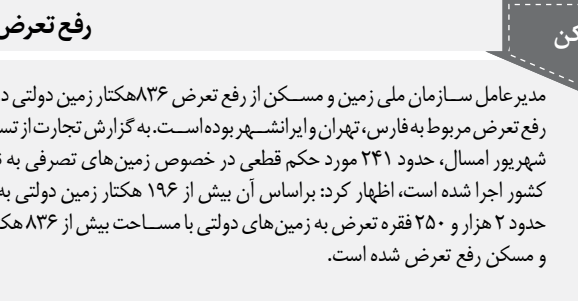 رفع تعرض
کن
مدیرعامل سازمان ملی زمین و مسکن از رفع تعرض ۸۳۶هکتار زمین دولتی
رفع تعرض مربوط به فارس، تهران و ایرانشهر بوده‌است. به گزارش تجارت از
شهریور امسال، حدود ۲۴۱ مورد حکم قطعی در خصوص زمین‌های تصرفی به
کشور اجرا شده است، اظهار کرد: براساس آن بیش از ۱۹۶ هکتار زمین دولتی به
حدود ۲ هزار و ۲۵۰ فقره تعرض به زمین‌های دولتی با مساحت بیش از ۸۳۶
و مسکن رفع تعرض شده است.